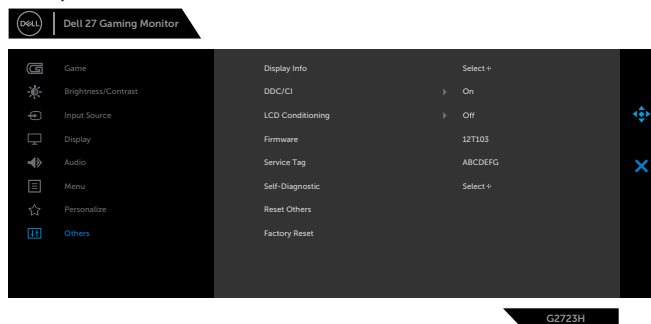 DELL
Dell 27 Gaming Monitor
Game
Display Info Select
Brightness/Contrast
DDC/CI On
Input Source
LCD Conditioning Off
Display
Firmware 12T103
Audio
Service Tag ABCDEFG
Menu
Self-Diagnostic Select
Personalize
Reset Others
Others
Factory Reset
G2723H